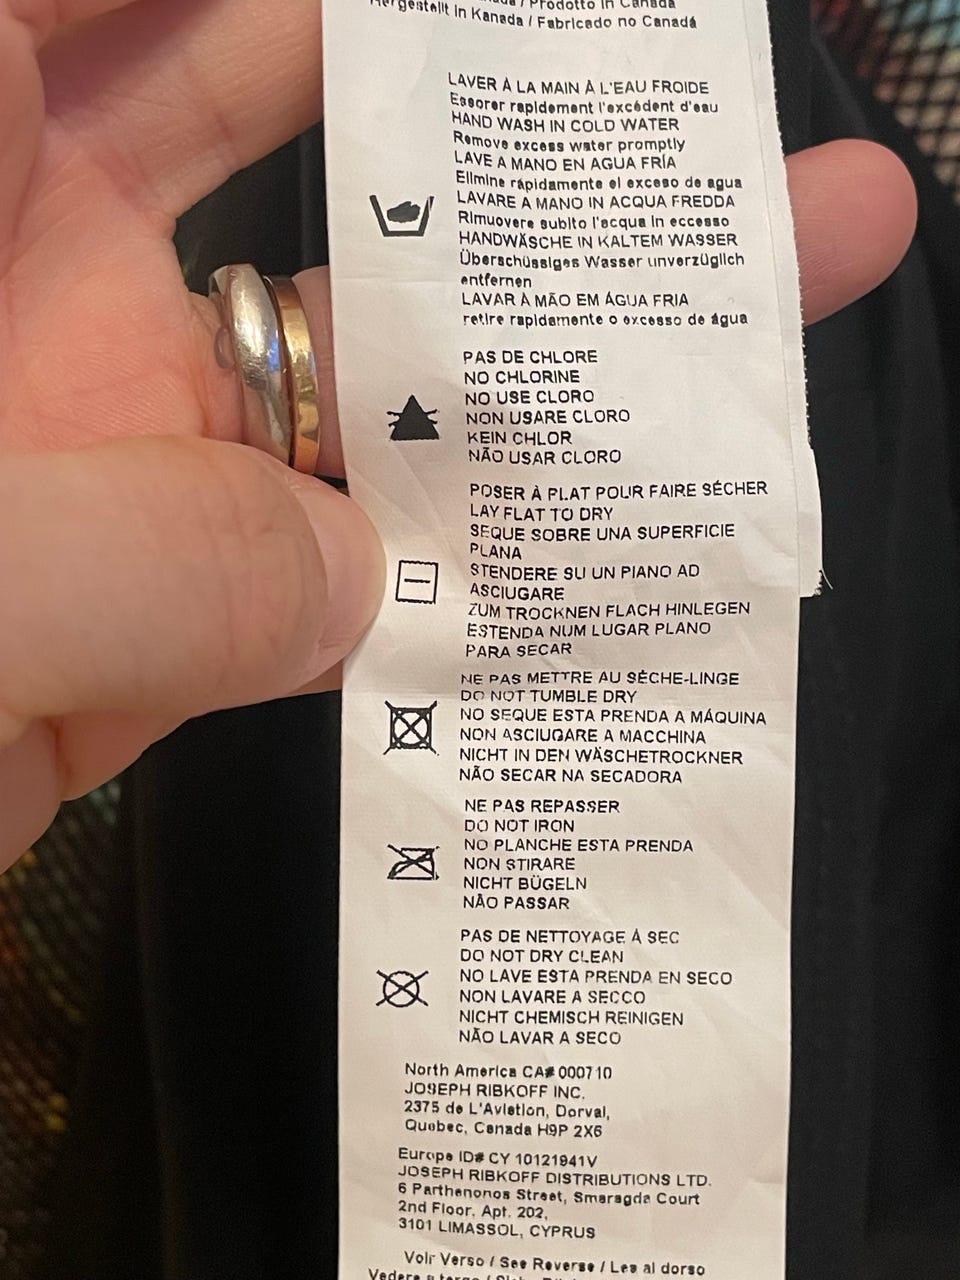 Prodotto in Canada
Hergestellt in Kanada / Fabricado no Canadá
LAVER À LA MAIN À L'EAU FROIDE
Essorer rapidement l'excédent d'eau
HAND WASH IN COLD WATER
Remove excess water promptly
LAVE A MANO EN AGUA FRÍA
Elimine rápidamente el exceso de agua
LAVARE A MANO IN ACQUA FREDDA
Rimuovere subito l'acqua in eccesso
HANDWÄSCHE IN KALTEM WASSER
Überschüssiges Wasser unverzüglich
entfernen
LAVAR À MÃO EM ÁGUA FRIA
retire rapidamente o excesso de água
PAS DE CHLORE
NO CHLORINE
NO USE CLORO
NON USARE CLORO
KEIN CHLOR
NÃO USAR CLORO
POSER À PLAT POUR FAIRE SÉCHER
LAY FLAT TO DRY
SEQUE SOBRE UNA SUPERFICIE
PLANA
STENDERE SU UN PIANO AD
ASCIUGARE
ZUM TROCKNEN FLACH HINLEGEN
ESTENDA NUM LUGAR PLANO
PARA SECAR
NE PAS METTRE AU SÈCHE-LINGE
DO NOT TUMBLE DRY
NO SEQUE ESTA PRENDA A MÁQUINA
NON ASCIUGARE A MACCHINA
NICHT IN DEN WÄSCHETROCKNER
NÃO SECAR NA SECADORA
NE PAS REPASSER
DO NOT IRON
NO PLANCHE ESTA PRENDA
NON STIRARE
NICHT BÜGELN
NÃO PASSAR
PAS DE NETTOYAGE À SEC
DO NOT DRY CLEAN
NO LAVE ESTA PRENDA EN SECO
NON LAVARE A SECCO
NICHT CHEMISCH REINIGEN
NÃO LAVAR A SECO
North America CA# 000710
JOSEPH RIBKOFF INC.
2375 de L'Aviation, Dorval,
Quebec, Canada H9P 2X6
Europe ID# CY 10121941V
JOSEPH RIBKOFF DISTRIBUTIONS LTD.
6 Parthenonos Street, Smaragda Court
2nd Floor, Apt. 202,
3101 LIMASSOL, CYPRUS
Voir Verso / See Reverse / Lea al dorso
Vedere a tergo /